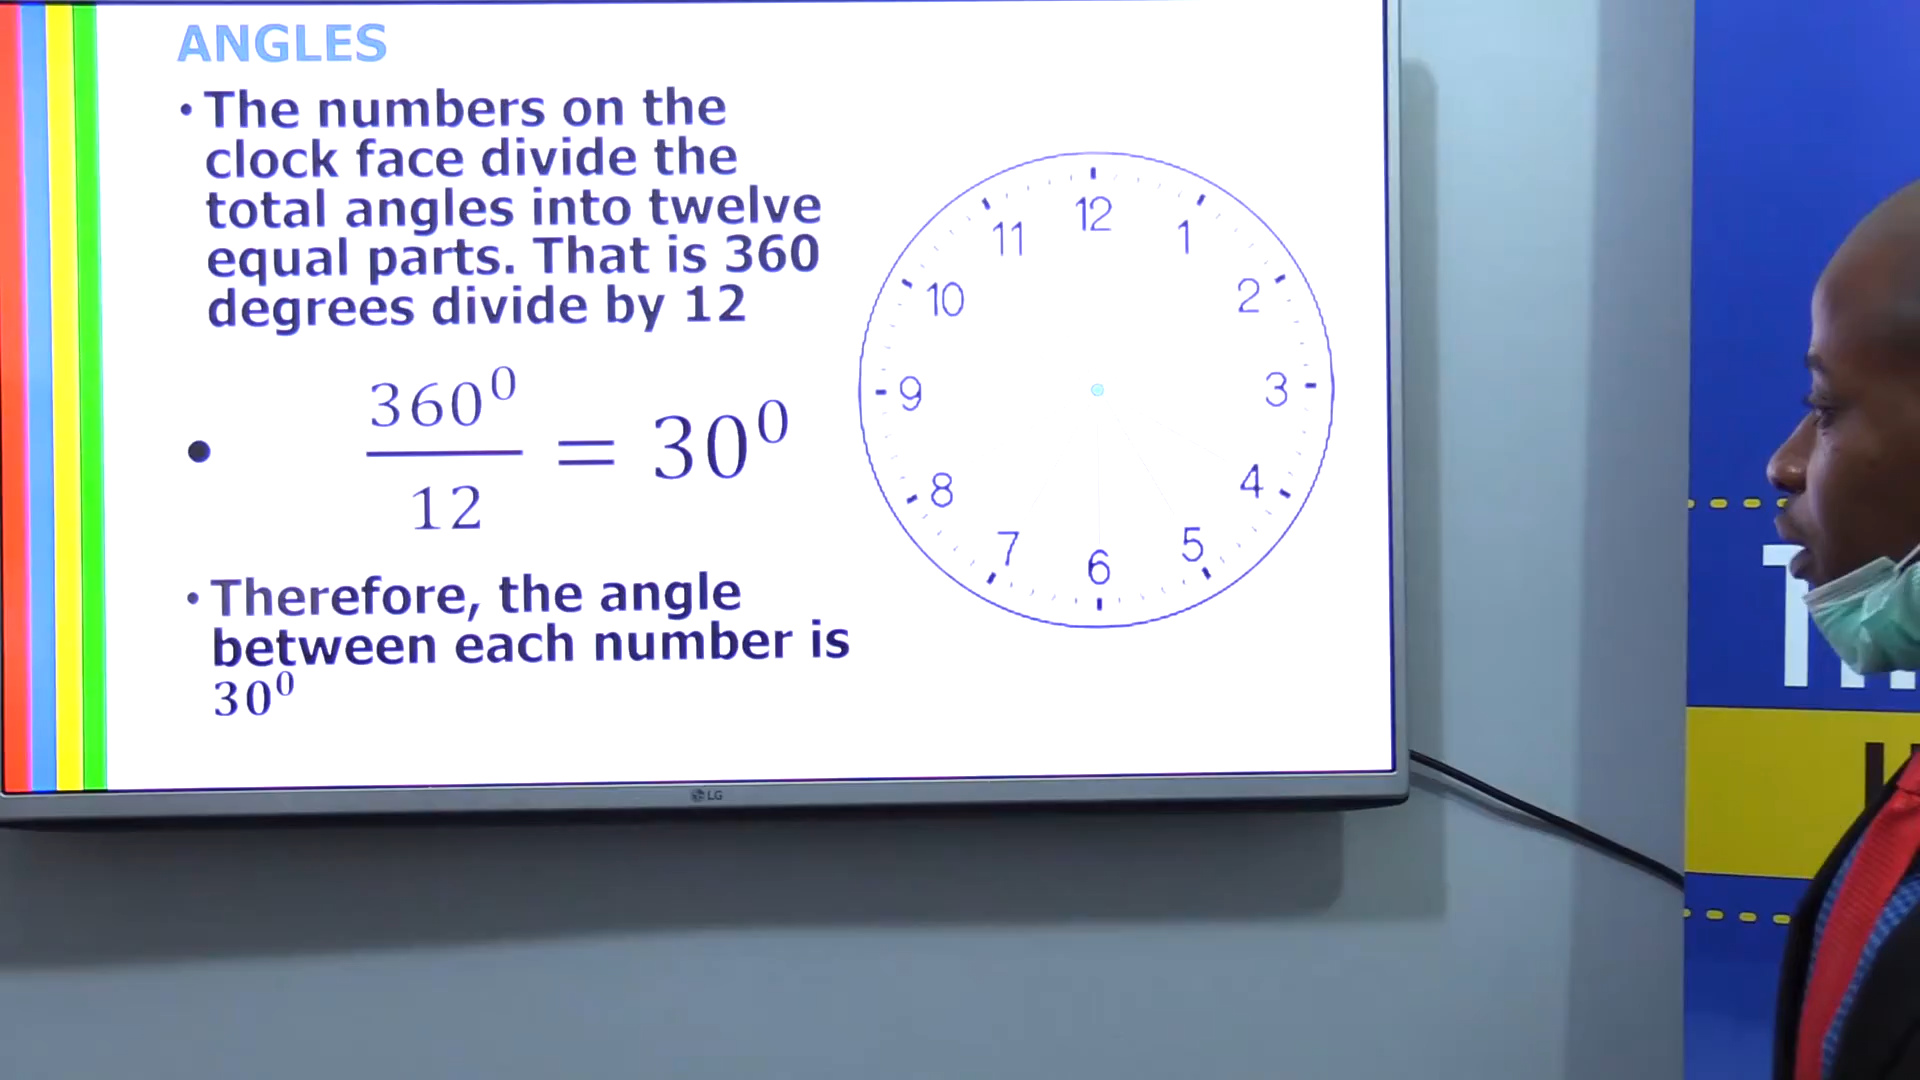 ANGLES
• The numbers on the
clock face divide the
total angles into twelve
equal parts. That is 360
degrees divide by 12
• 360⁰
12
= 30⁰
• Therefore, the angle
between each number is
30⁰
12
11
1
10
2
9
3
8
4
7
5
6
LG